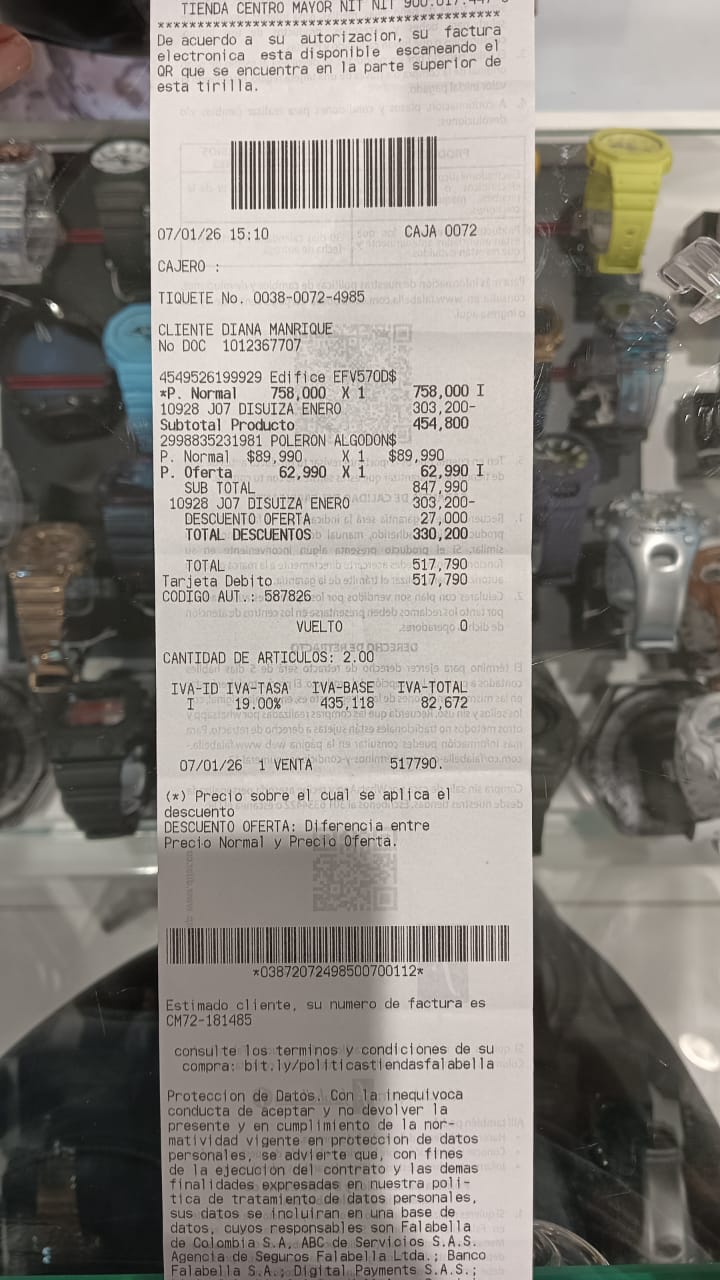 TIENDA CENTRO MAYOR NIT NIT 900.017.447-8
******************************************
De acuerdo a su autorizacion, su factura
electronica esta disponible escaneando el
QR que se encuentra en la parte superior de
esta tirilla.
07/01/26 15:10 CAJA 0072
CAJERO :
TIQUETE No. 0038-0072-4985
CLIENTE DIANA MANRIQUE
No DOC 1012367707
4549526199929 Edifice EFV570D$
*P. Normal 758,000 X 1 758,000 I
10928 J07 DISUIZA ENERO 303,200-
Subtotal Producto 454,800
2998835231981 POLERON ALGODON$
P. Normal $89,990 X 1 $89,990
P. Oferta 62,990 X 1 62,990 I
SUB TOTAL 847,990
10928 J07 DISUIZA ENERO 303,200-
DESCUENTO OFERTA 27,000
TOTAL DESCUENTOS 330,200
TOTAL 517,790
Tarjeta Debito 517,790
CODIGO AUT.: 587826
VUELTO 0
CANTIDAD DE ARTICULOS: 2.00
IVA-ID IVA-TASA IVA-BASE IVA-TOTAL
I 19.00% 435,118 82,672
07/01/26 1 VENTA 517790.
(*) Precio sobre el cual se aplica el
descuento
DESCUENTO OFERTA: Diferencia entre
Precio Normal y Precio Oferta.
*03872072498500700112*
Estimado cliente, su numero de factura es
CM72-181485
consulte los terminos y condiciones de su
compra: bit.ly/politicastiendasfalabella
Proteccion de Datos. Con la inequivoca
conducta de aceptar y no devolver la
presente y en cumplimiento de la nor-
matividad vigente en proteccion de datos
personales, se advierte que, con fines
de la ejecucion del contrato y las demas
finalidades expresadas en nuestra poli-
tica de tratamiento de datos personales,
sus datos se incluiran en una base de
datos, cuyos responsables son Falabella
de Colombia S.A, ABC de Servicios S.A.S.
Agencia de Seguros Falabella Ltda.; Banco
Falabella S.A.; Digital Payments S.A.S.;